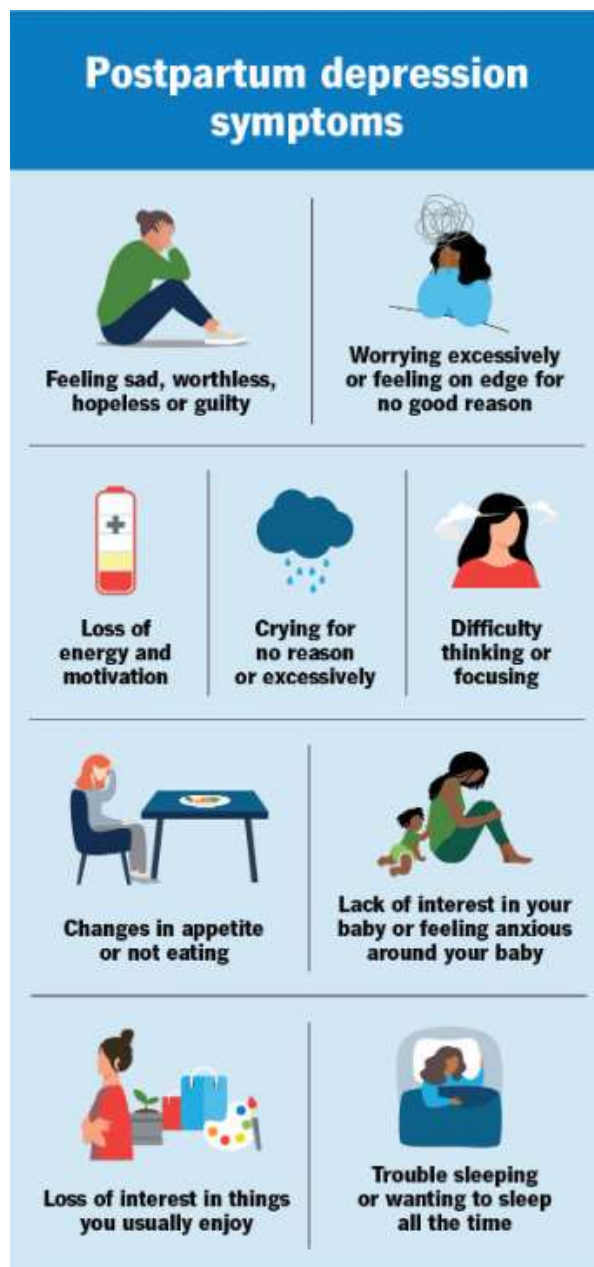 Postpartum depression
symptoms
Feeling sad, worthless,
hopeless or guilty
Worrying excessively
or feeling on edge for
no good reason
Loss of
energy and
motivation
Crying for
no reason
or excessively
Difficulty
thinking or
focusing
Changes in appetite
or not eating
Lack of interest in your
baby or feeling anxious
around your baby
Loss of interest in things
you usually enjoy
Trouble sleeping
or wanting to sleep
all the time